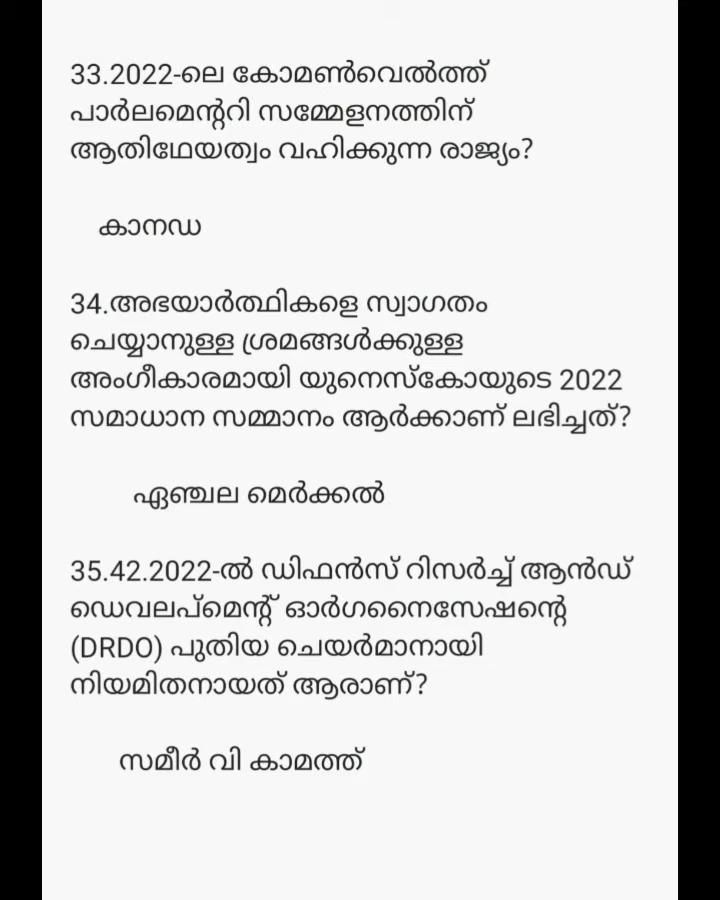 33.2022-ലെ കോമൺവെൽത്ത്
പാർലമെന്ററി സമ്മേളനത്തിന്
ആതിഥേയത്വം വഹിക്കുന്ന രാജ്യം?
കാനഡ
34.അഭയാർത്ഥികളെ സ്വാഗതം
ചെയ്യാനുള്ള ശ്രമങ്ങൾക്കുള്ള
അംഗീകാരമായി യുനെസ്കോയുടെ 2022
സമാധാന സമ്മാനം ആർക്കാണ് ലഭിച്ചത്?
ഏഞ്ചല മെർക്കൽ
35.42.2022-ൽ ഡിഫൻസ് റിസർച്ച് ആൻഡ്
ഡെവലപ്മെന്റ് ഓർഗനൈസേഷന്റെ
(DRDO) പുതിയ ചെയർമാനായി
നിയമിതനായത് ആരാണ്?
സമീർ വി കാമത്ത്